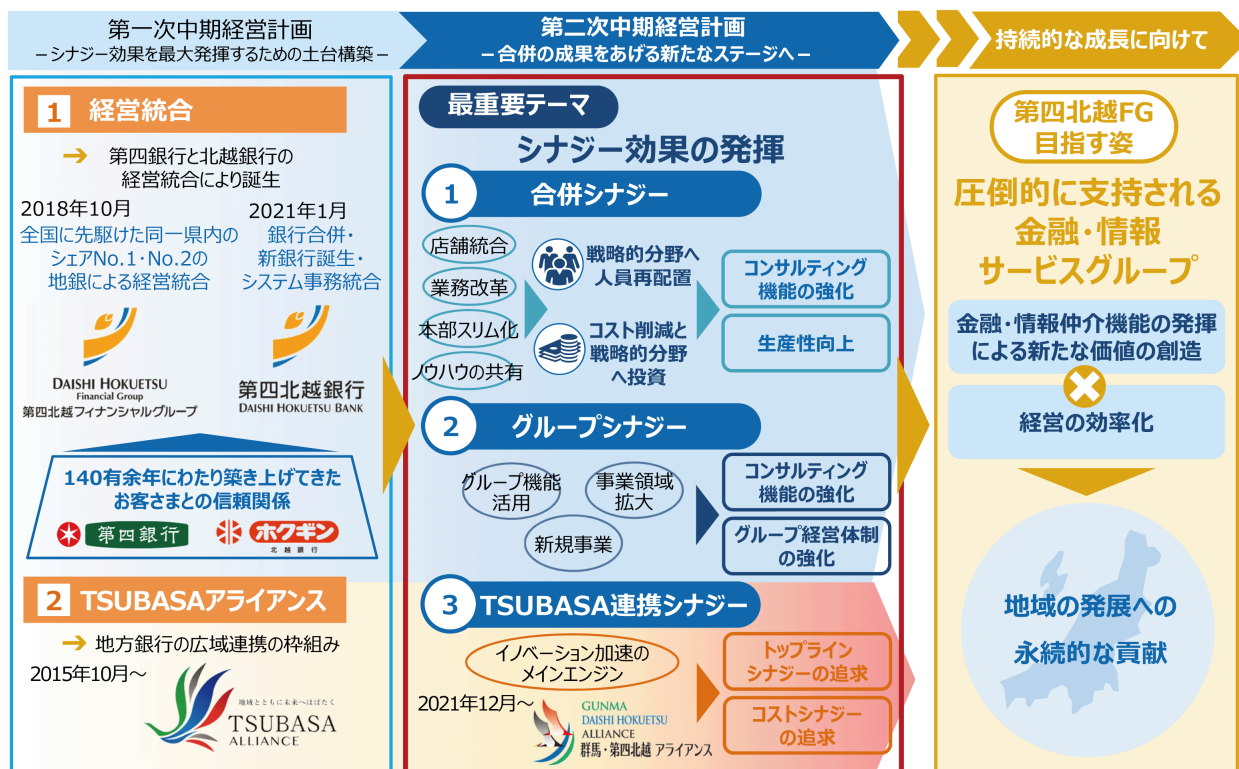 第一次中期経営計画
－シナジー効果を最大発揮するための土台構築－
第二次中期経営計画
－合併の成果をあげる新たなステージへ－
持続的な成長に向けて
1 経営統合
第四銀行と北越銀行の
経営統合により誕生
2018年10月
全国に先駆けた同一県内の
シェアNo.1・No.2の
地銀による経営統合
2021年1月
銀行合併・
新銀行誕生・
システム事務統合
DAISHI HOKUETSU
Financial Group
第四北越フィナンシャルグループ
第四北越銀行
DAISHI HOKUETSU BANK
140有余年にわたり築き上げてきた
お客さまとの信頼関係
第四銀行
ホクギン
北越銀行
2 TSUBASAアライアンス
地方銀行の広域連携の枠組み
2015年10月～
地域とともに未来へはばたく
TSUBASA
ALLIANCE
最重要テーマ
シナジー効果の発揮
1 合併シナジー
店舗統合
業務改革
本部スリム化
ノウハウの共有
戦略的分野へ
人員再配置
コスト削減と
戦略的分野
へ投資
コンサルティング
機能の強化
生産性向上
2 グループシナジー
グループ機能
活用
事業領域
拡大
新規事業
コンサルティング
機能の強化
グループ経営体制
の強化
3 TSUBASA連携シナジー
イノベーション加速の
メインエンジン
2021年12月～
GUNMA
DAISHI HOKUETSU
ALLIANCE
群馬・第四北越 アライアンス
トップライン
シナジーの追求
コストシナジー
の追求
第四北越FG
目指す姿
圧倒的に支持される
金融・情報
サービスグループ
金融・情報仲介機能の発揮
による新たな価値の創造
経営の効率化
地域の発展への
永続的な貢献